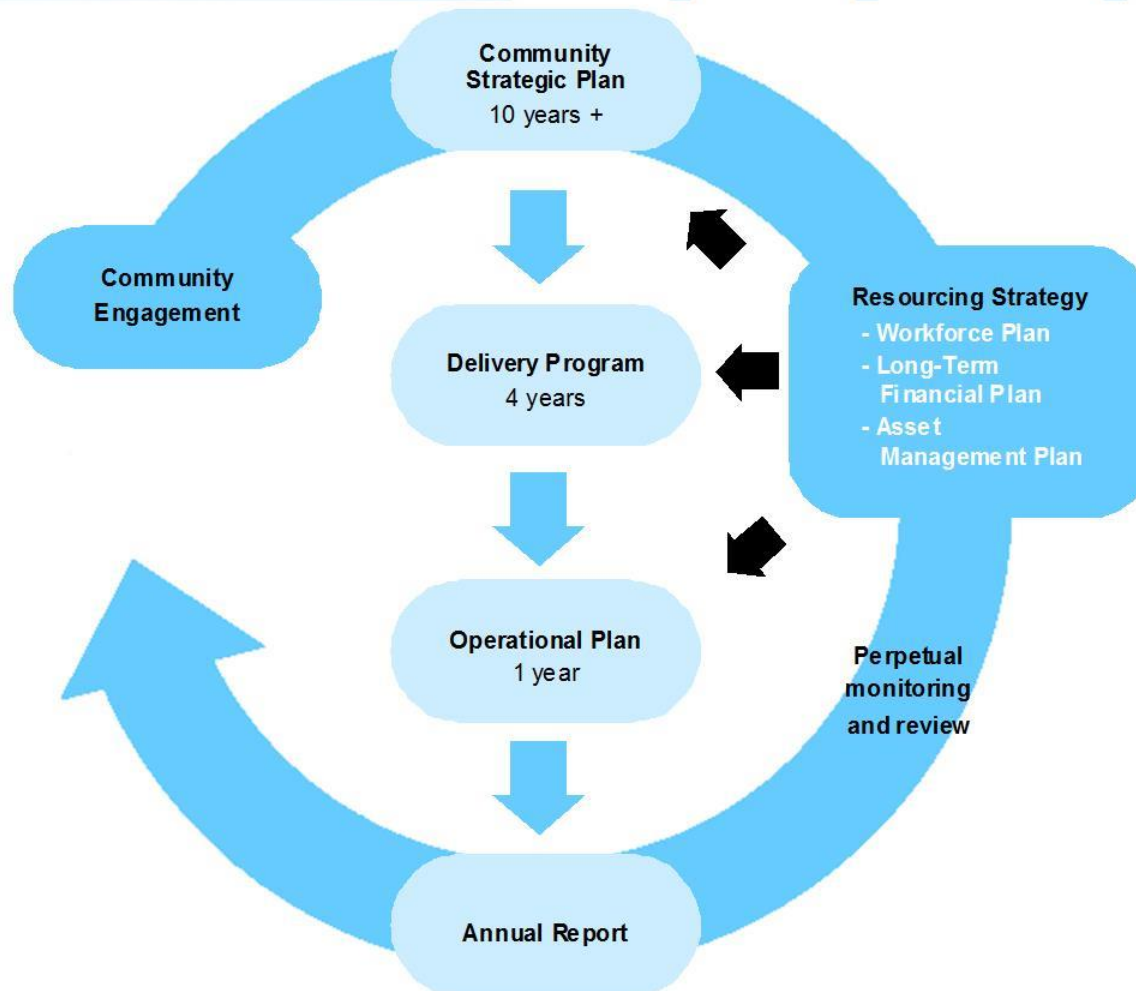 Community
Strategic Plan
10 years +
Community
Engagement
Resourcing Strategy
- Workforce Plan
- Long-Term
Financial Plan
- Asset
Management Plan
Delivery Program
4 years
Operational Plan
1 year
Perpetual
monitoring
and review
Annual Report